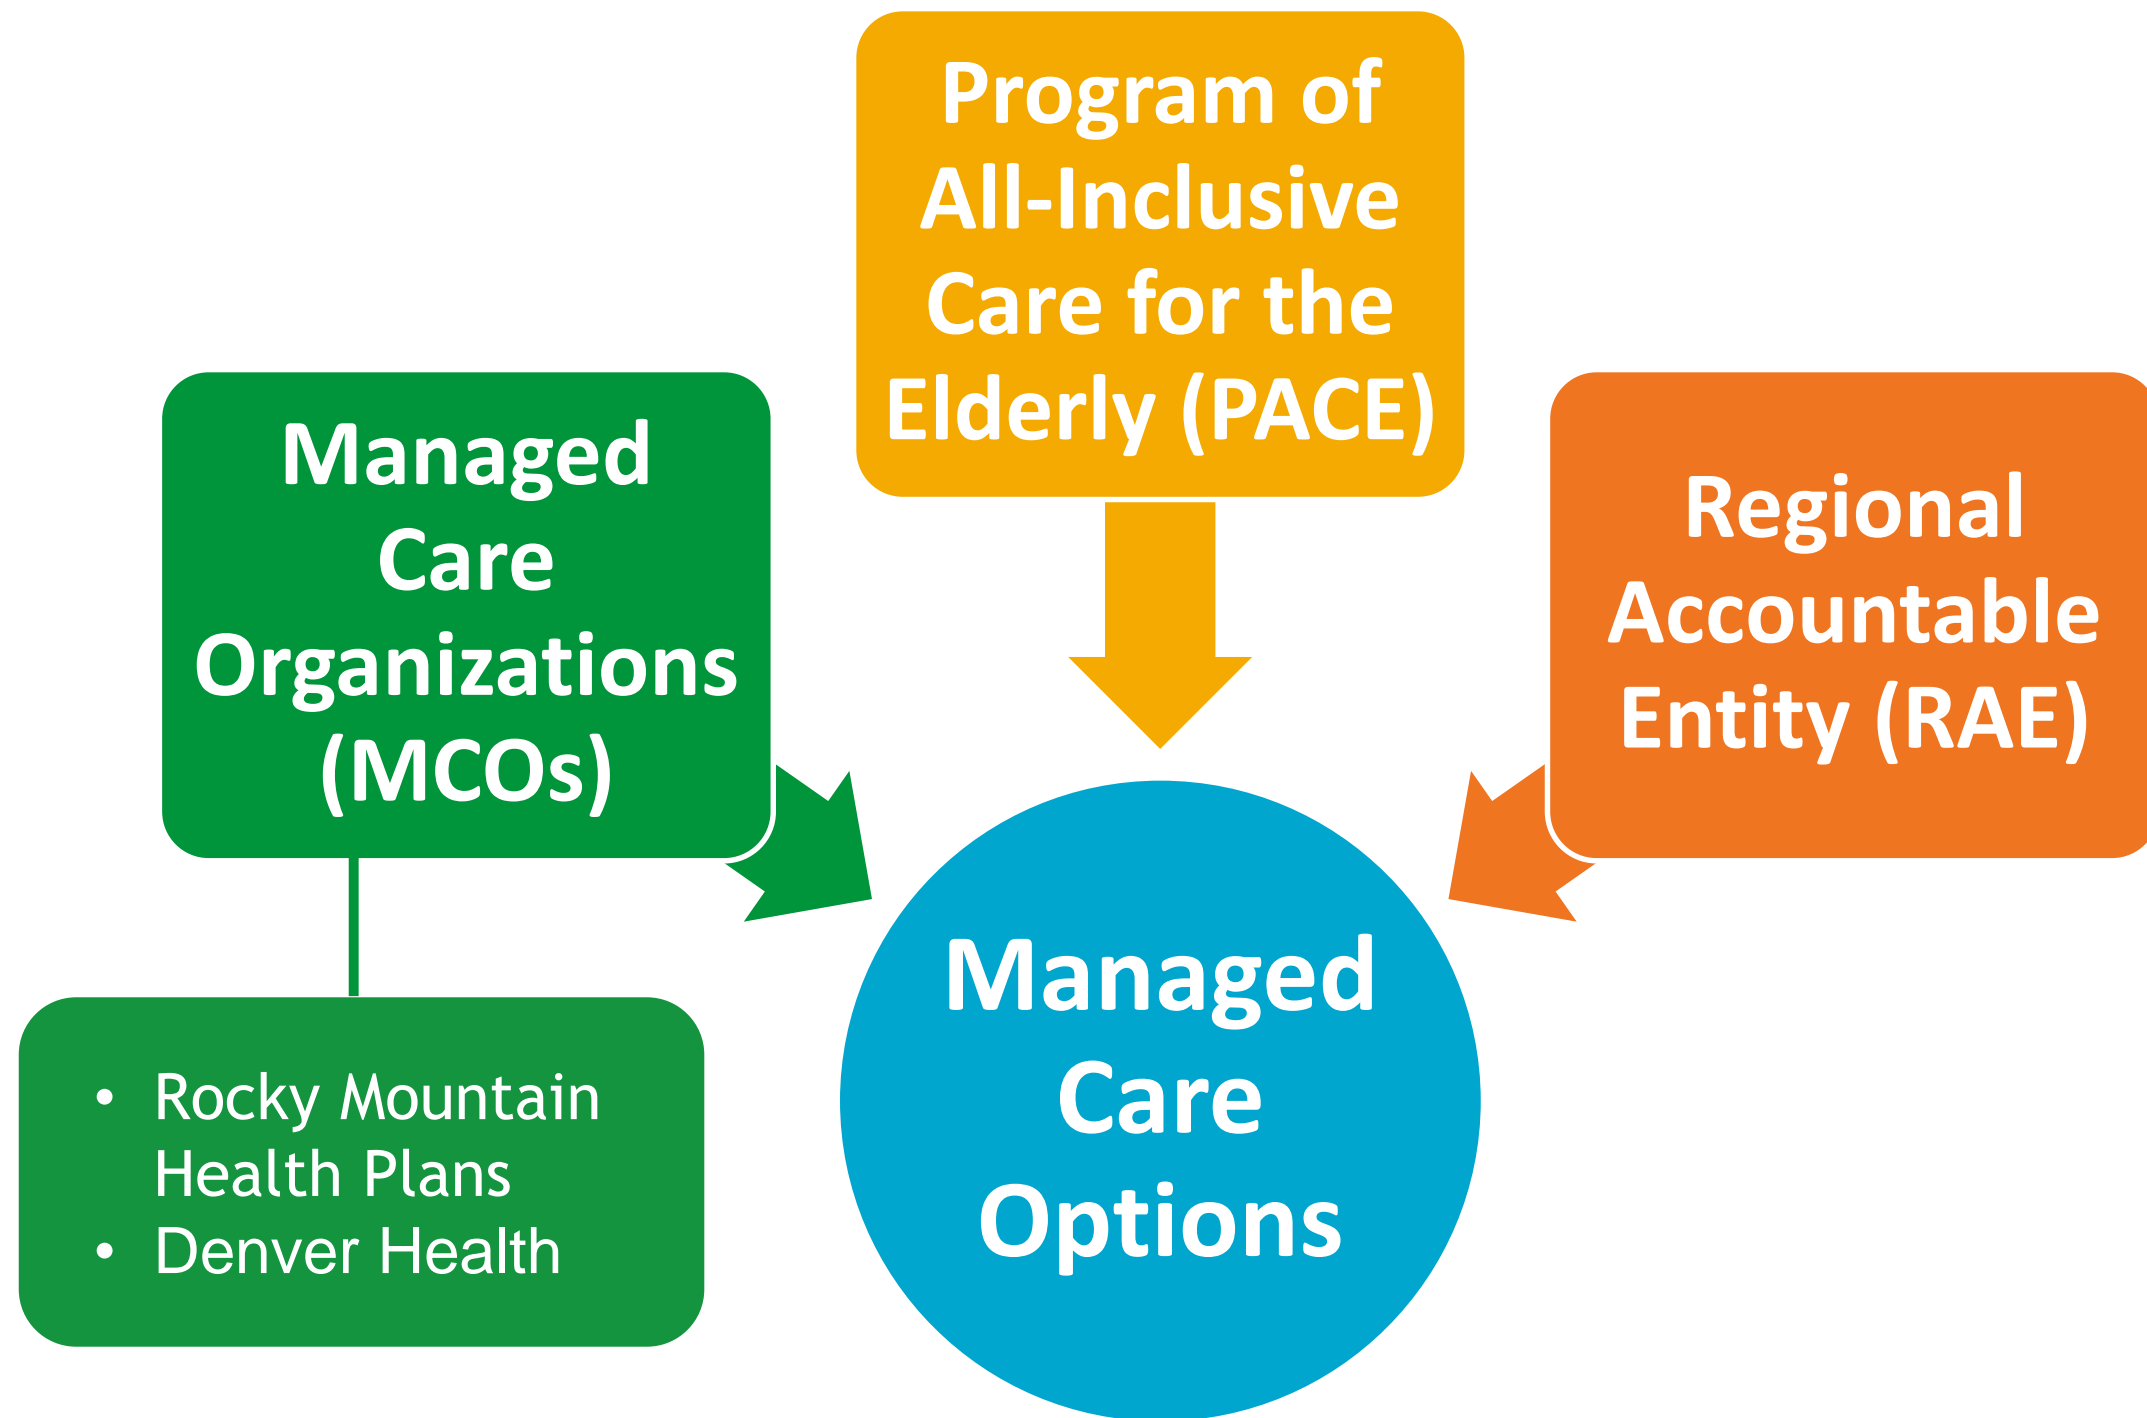 Program of
All-Inclusive
Care for the
Elderly (PACE)
Managed
Care
Organizations
(MCOs)
Regional
Accountable
Entity (RAE)
• Rocky Mountain
Health Plans
• Denver Health
Managed
Care
Options